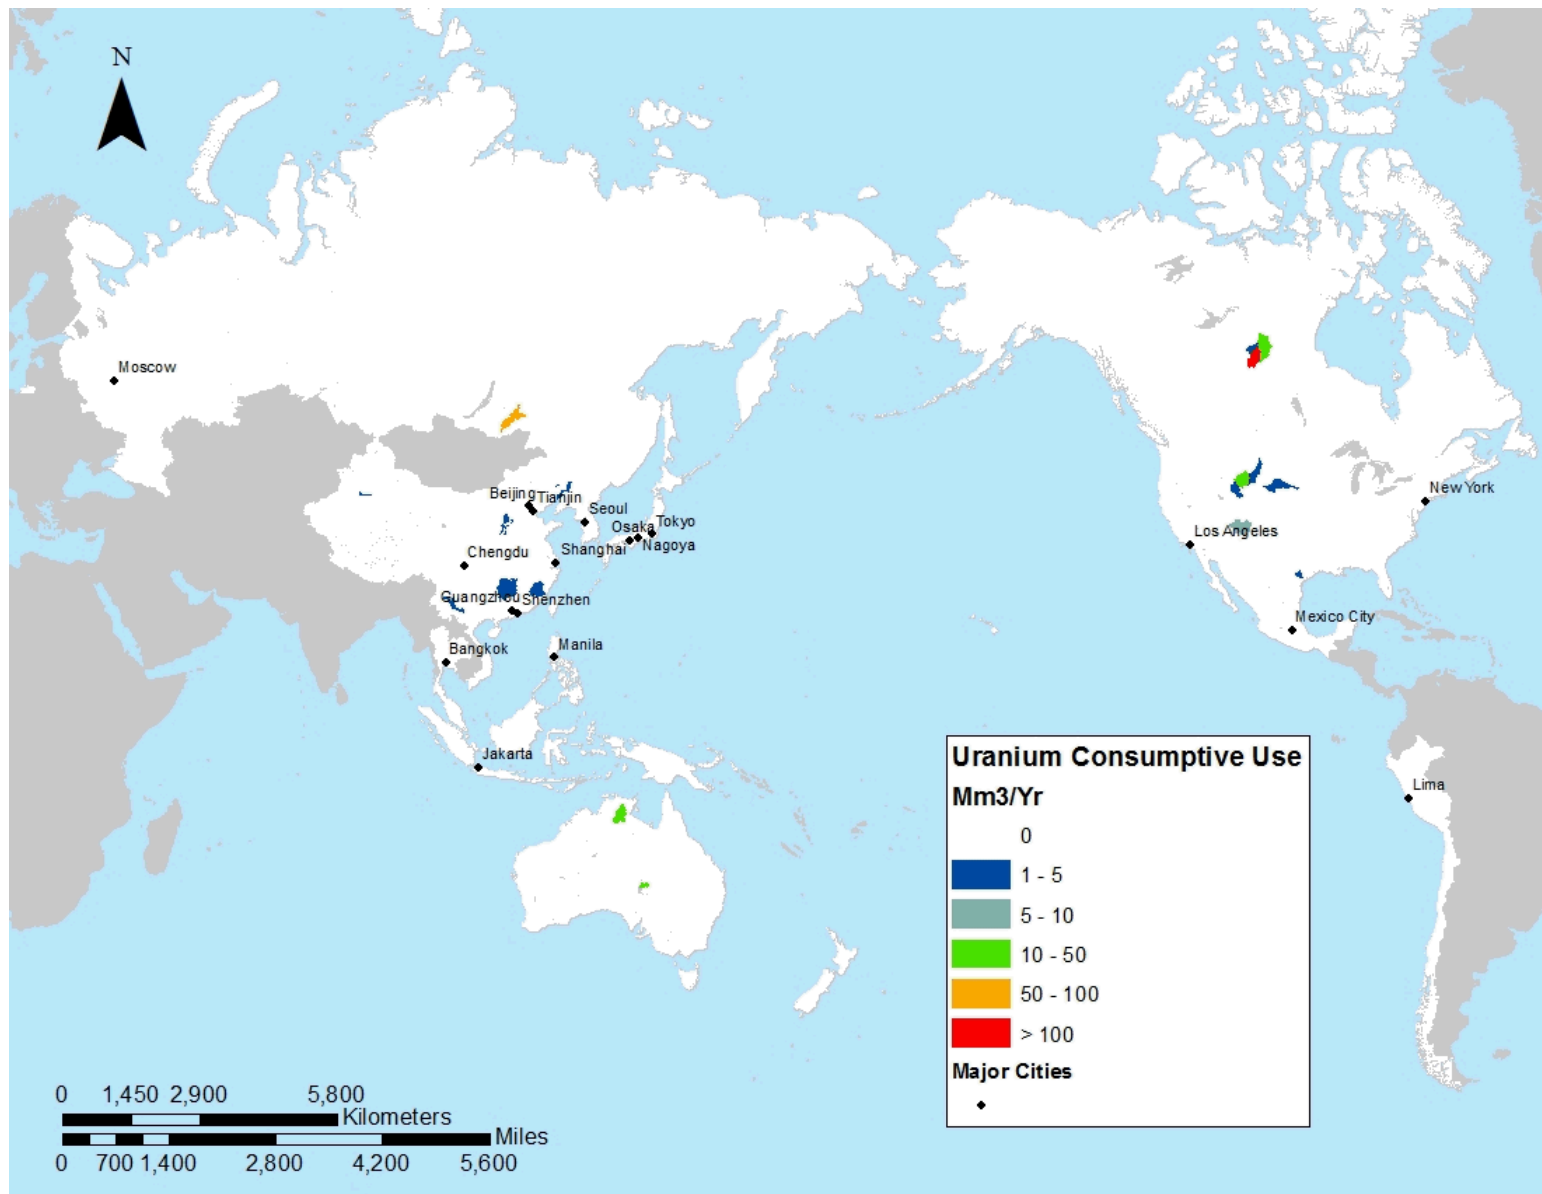 N
Moscow
Beijing
Tianjin
Seoul
Tokyo
Osaka
Nagoya
Chengdu
Shanghai
Guangzhou
Shenzhen
Bangkok
Manila
Jakarta
New York
Los Angeles
Mexico City
Lima
Uranium Consumptive Use
Mm3/Yr
0
1 - 5
5 - 10
10 - 50
50 - 100
> 100
Major Cities
0 1,450 2,900 5,800
Kilometers
Miles
0 700 1,400 2,800 4,200 5,600